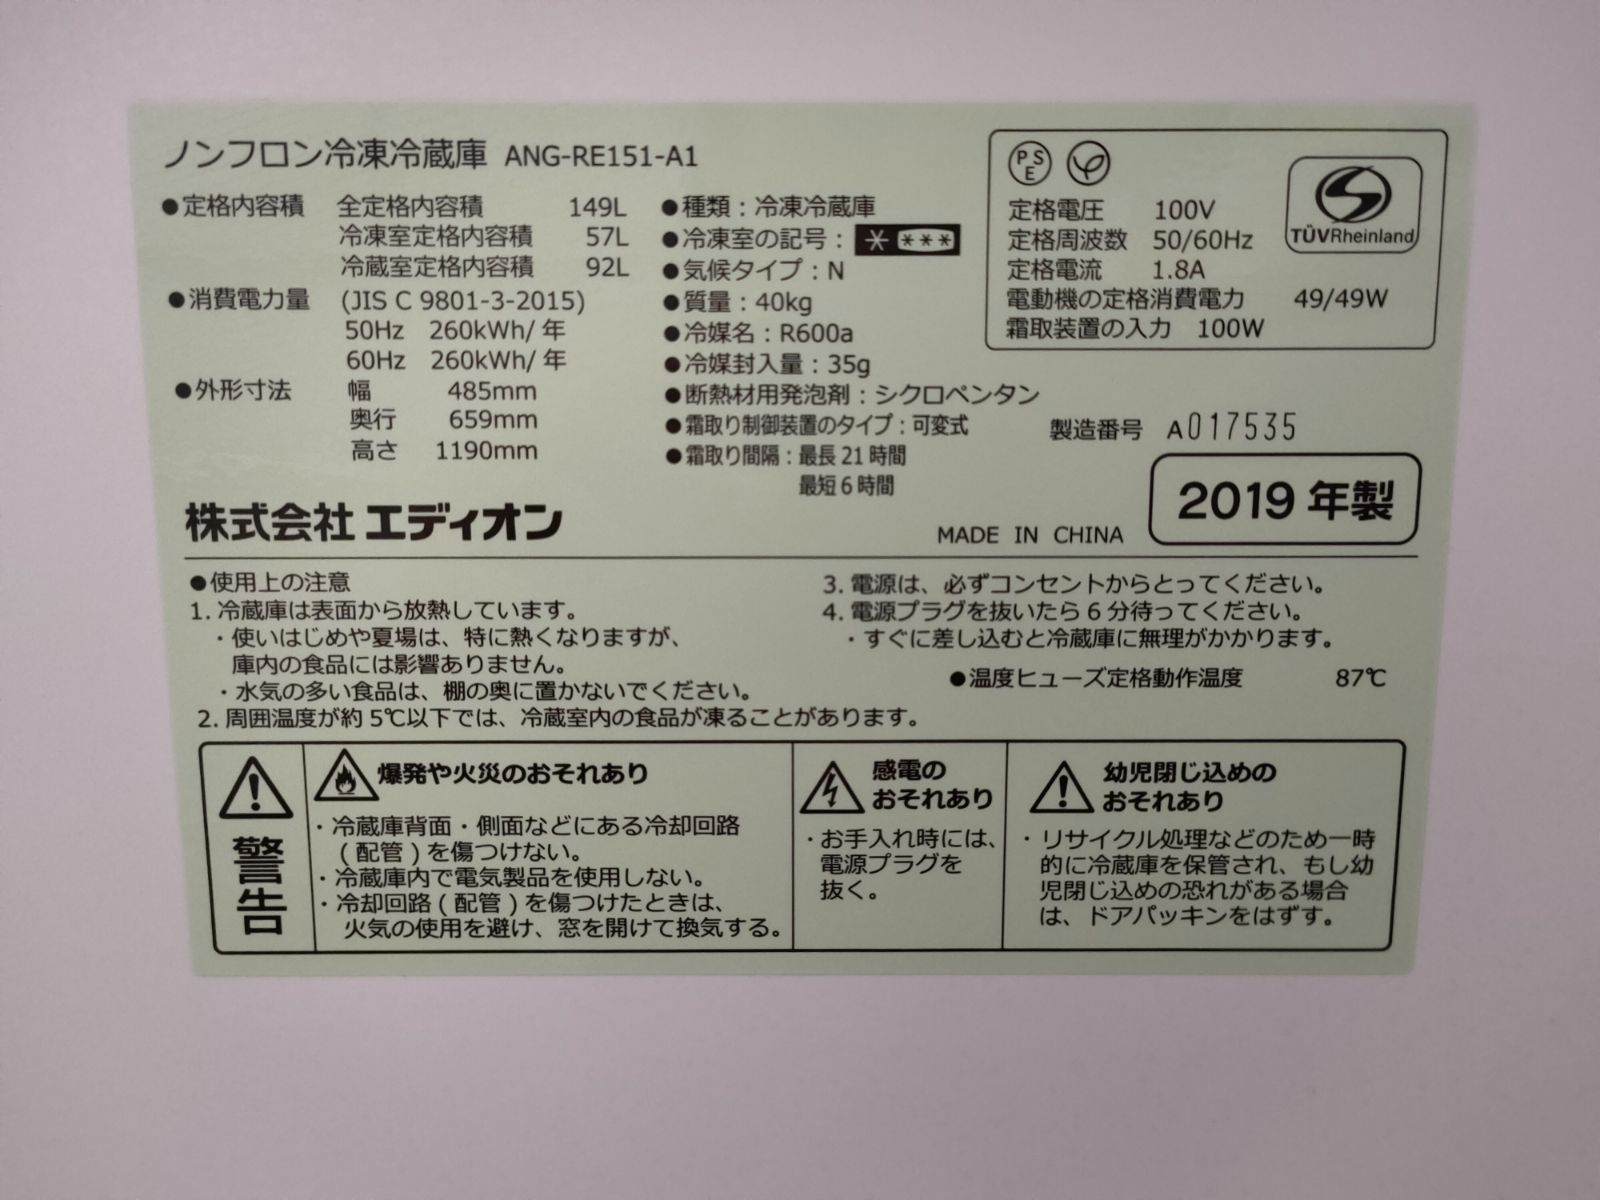 ノンフロン冷凍冷蔵庫 ANG-RE151-A1
●定格内容積 全定格内容積 149L
冷凍室定格内容積 57L
冷蔵室定格内容積 92L
●消費電力量 (JIS C 9801-3-2015)
50Hz 260kWh/年
60Hz 260kWh/年
●外形寸法 幅 485mm
奥行 659mm
高さ 1190mm
●種類：冷凍冷蔵庫
●冷凍室の記号：* ***
●気候タイプ：N
●質量：40kg
●冷媒名：R600a
●冷媒封入量：35g
●断熱材用発泡剤：シクロペンタン
●霜取り制御装置のタイプ：可変式
●霜取り間隔：最長21時間
最短6時間
PSE
定格電圧 100V
定格周波数 50/60Hz
定格電流 1.8A
電動機の定格消費電力 49/49W
霜取装置の入力 100W
TÜVRheinland
製造番号 A017535
2019年製
株式会社エディオン
MADE IN CHINA
●使用上の注意
1. 冷蔵庫は表面から放熱しています。
・使いはじめや夏場は、特に熱くなりますが、
庫内の食品には影響ありません。
・水気の多い食品は、棚の奥に置かないでください。
2. 周囲温度が約5℃以下では、冷蔵室内の食品が凍ることがあります。
3. 電源は、必ずコンセントからとってください。
4. 電源プラグを抜いたら6分待ってください。
・すぐに差し込むと冷蔵庫に無理がかかります。
●温度ヒューズ定格動作温度 87℃
警告
爆発や火災のおそれあり
・冷蔵庫背面・側面などにある冷却回路
(配管)を傷つけない。
・冷蔵庫内で電気製品を使用しない。
・冷却回路(配管)を傷つけたときは、
火気の使用を避け、窓を開けて換気する。
感電の
おそれあり
・お手入れ時には、
電源プラグを
抜く。
幼児閉じ込めの
おそれあり
・リサイクル処理などのため一時
的に冷蔵庫を保管され、もし幼
児閉じ込めの恐れがある場合
は、ドアパッキンをはずす。